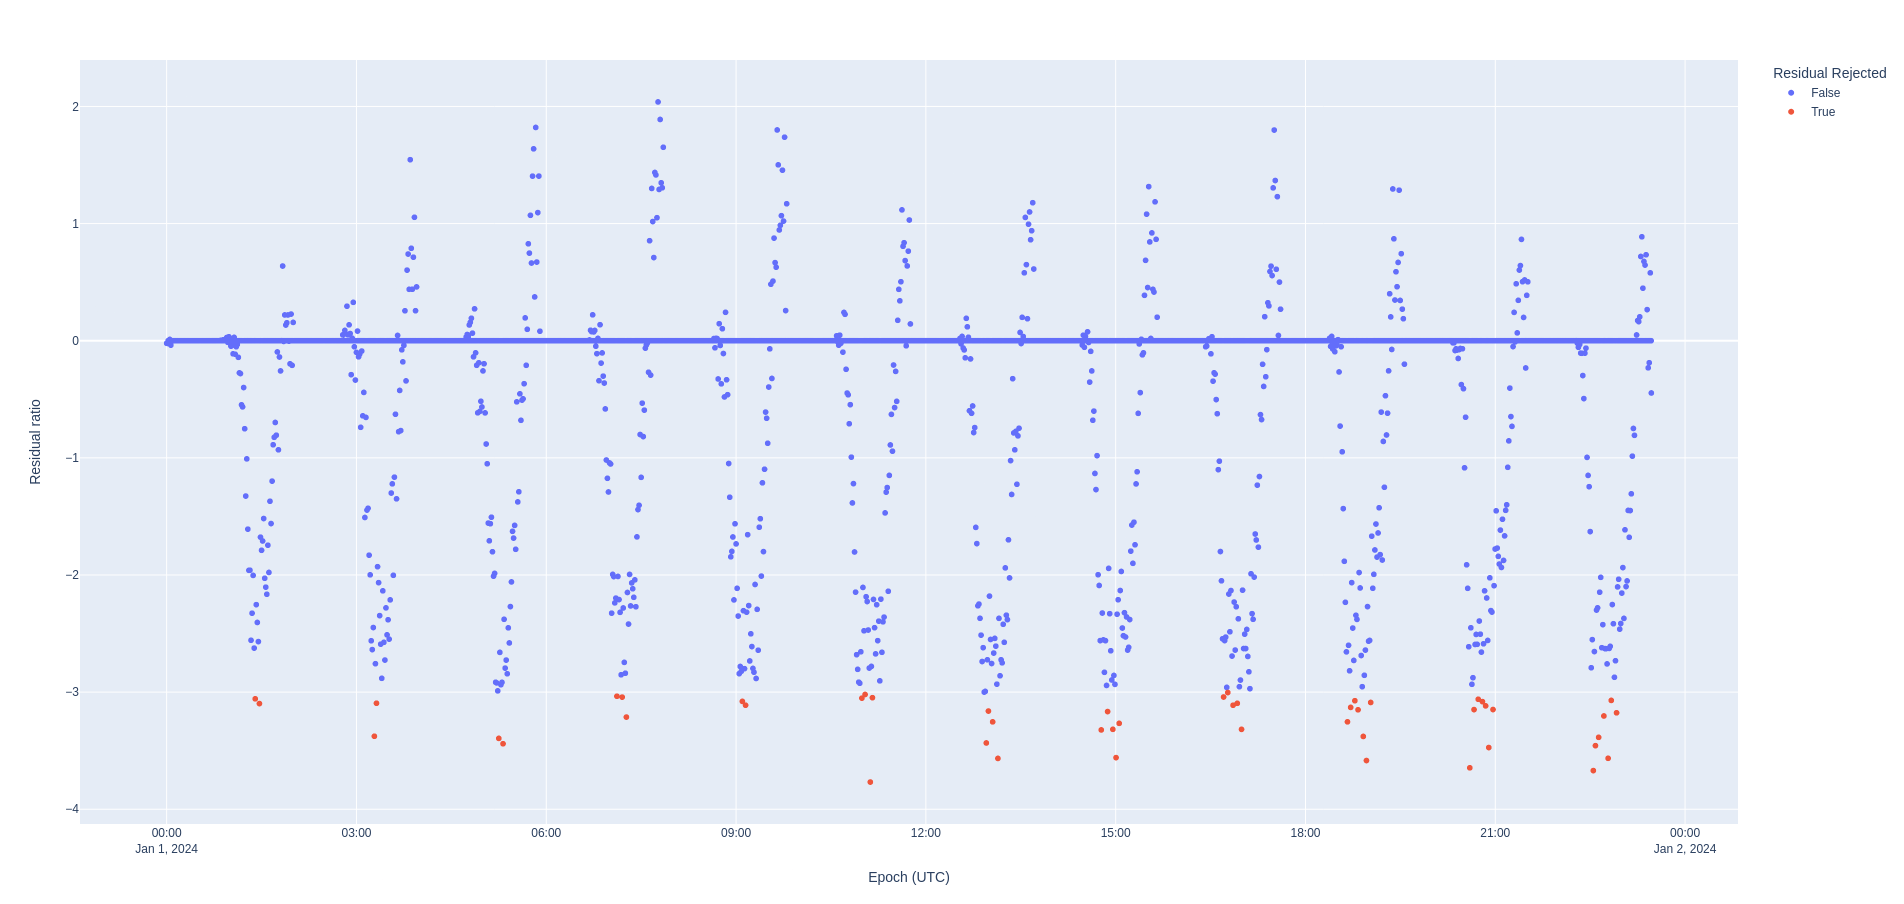 Residual Rejected
False
True
2
1
0
−1
−2
−3
−4
Residual ratio
00:00 03:00 06:00 09:00 12:00 15:00 18:00 21:00 00:00
Jan 1, 2024 Jan 2, 2024
Epoch (UTC)